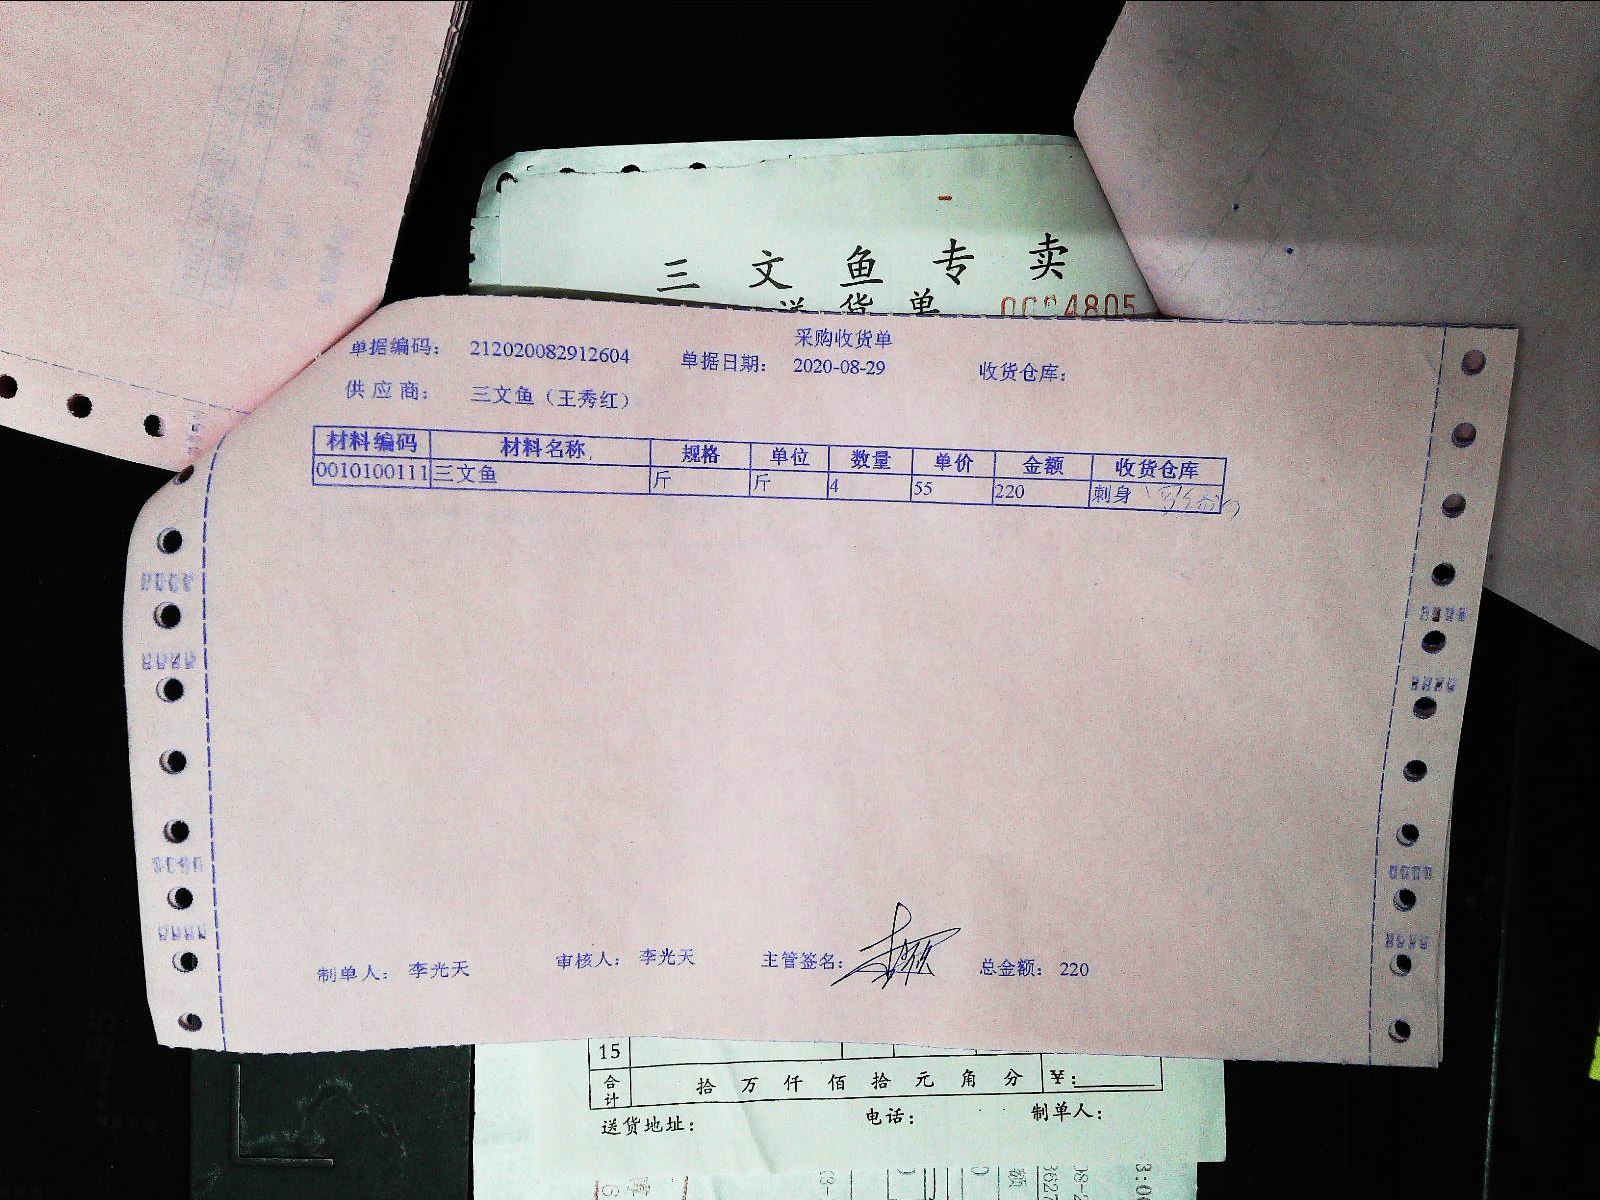 三文鱼专卖
送货单
采购收货单
单据编码： 212020082912604 单据日期： 2020-08-29 收货仓库：
供应商： 三文鱼（王秀红）
材料编码 材料名称 规格 单位 数量 单价 金额 收货仓库
0010100111 三文鱼 斤 斤 4 55 220 刺身
制单人： 李光天 审核人： 李光天 主管签名： 总金额： 220
15
合计 拾 万 仟 佰 拾 元 角 分 ¥：
送货地址： 电话： 制单人：